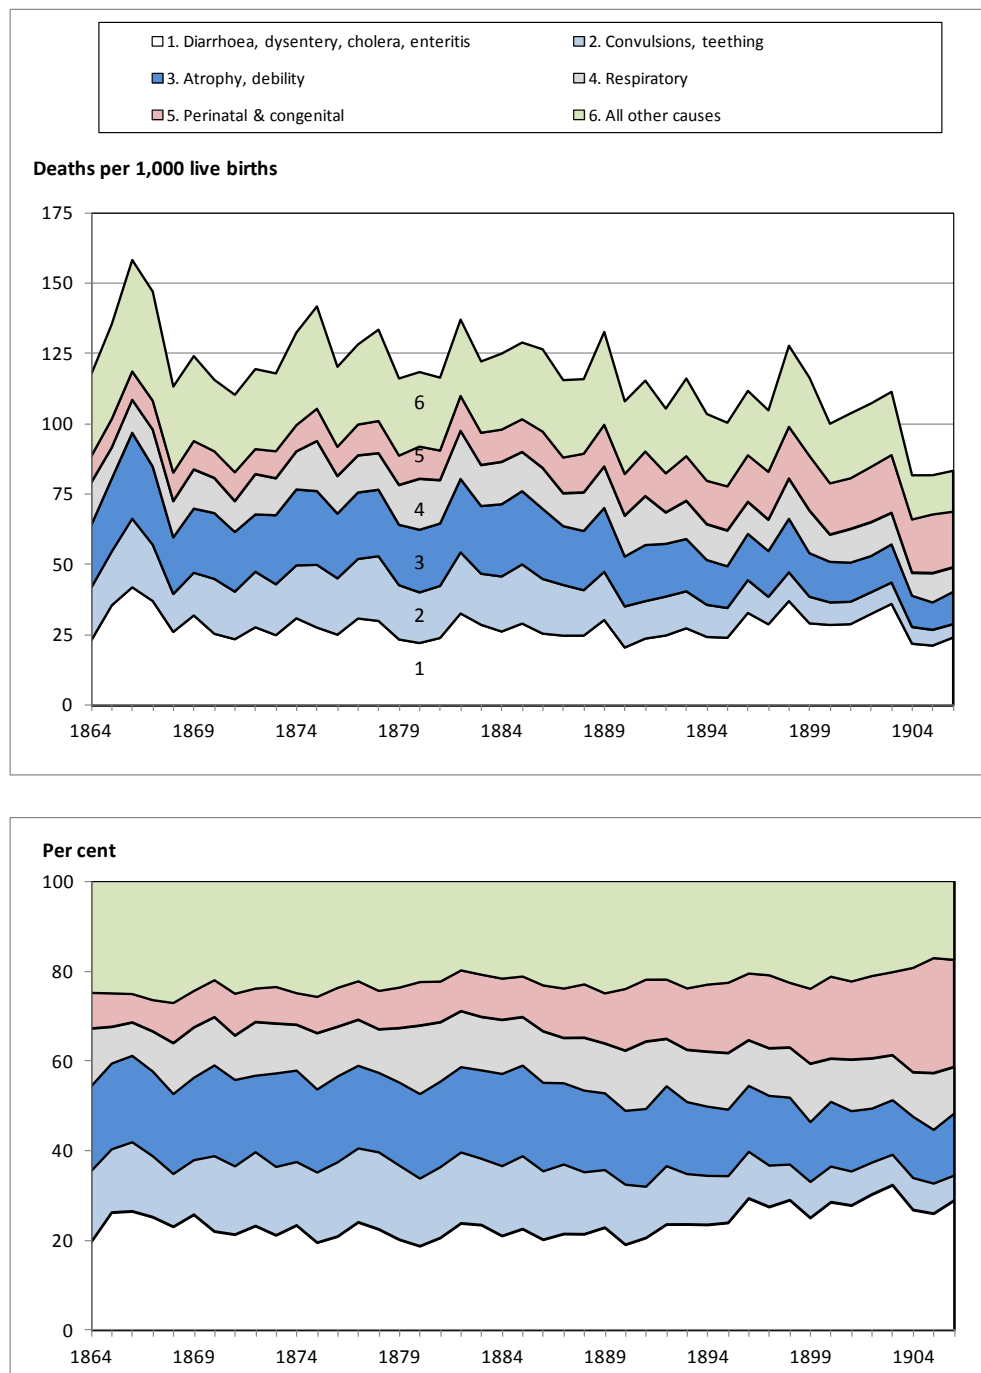 1. Diarrhoea, dysentery, cholera, enteritis 2. Convulsions, teething
3. Atrophy, debility 4. Respiratory
5. Perinatal & congenital 6. All other causes
Deaths per 1,000 live births
175
150
125
100
75
50
25
0
6
5
4
3
2
1
1864 1869 1874 1879 1884 1889 1894 1899 1904
Per cent
100
80
60
40
20
0
1864 1869 1874 1879 1884 1889 1894 1899 1904